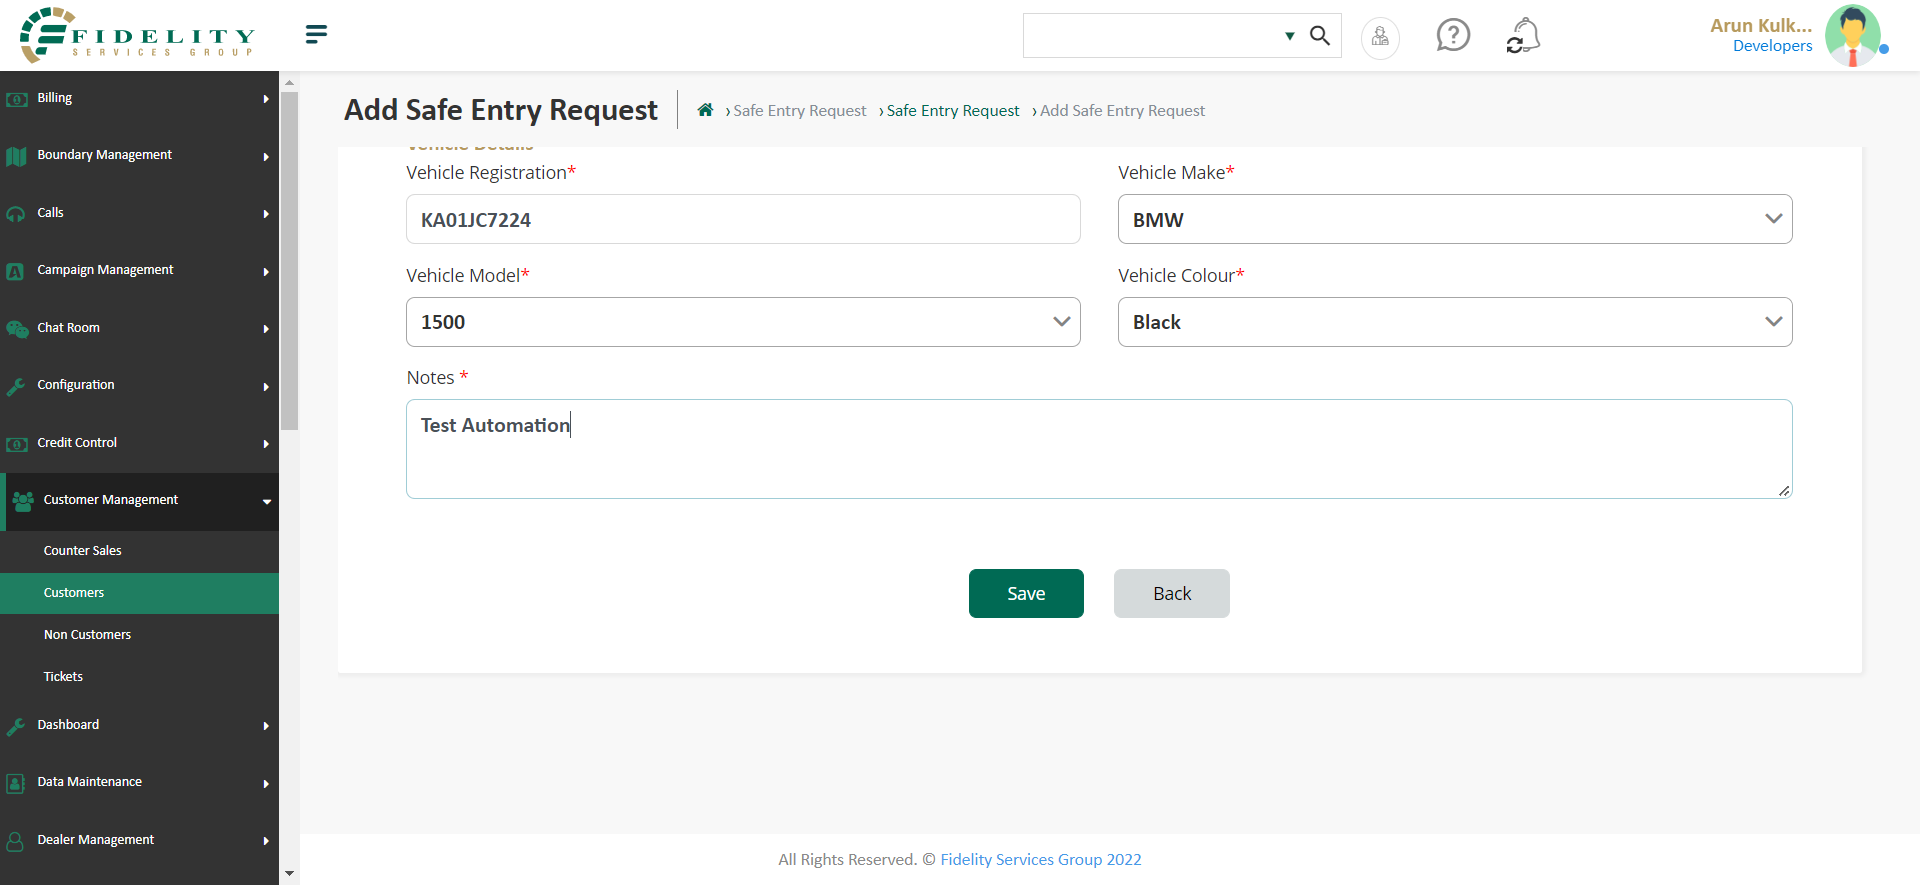 FIDELITY
SERVICES GROUP
Arun Kulk...
Developers
Billing
Boundary Management
Calls
Campaign Management
Chat Room
Configuration
Credit Control
Customer Management
Counter Sales
Customers
Non Customers
Tickets
Dashboard
Data Maintenance
Dealer Management
Add Safe Entry Request
› Safe Entry Request › Safe Entry Request › Add Safe Entry Request
Vehicle Details
Vehicle Registration*
KA01JC7224
Vehicle Make*
BMW
Vehicle Model*
1500
Vehicle Colour*
Black
Notes *
Test Automation
Save
Back
All Rights Reserved. © Fidelity Services Group 2022